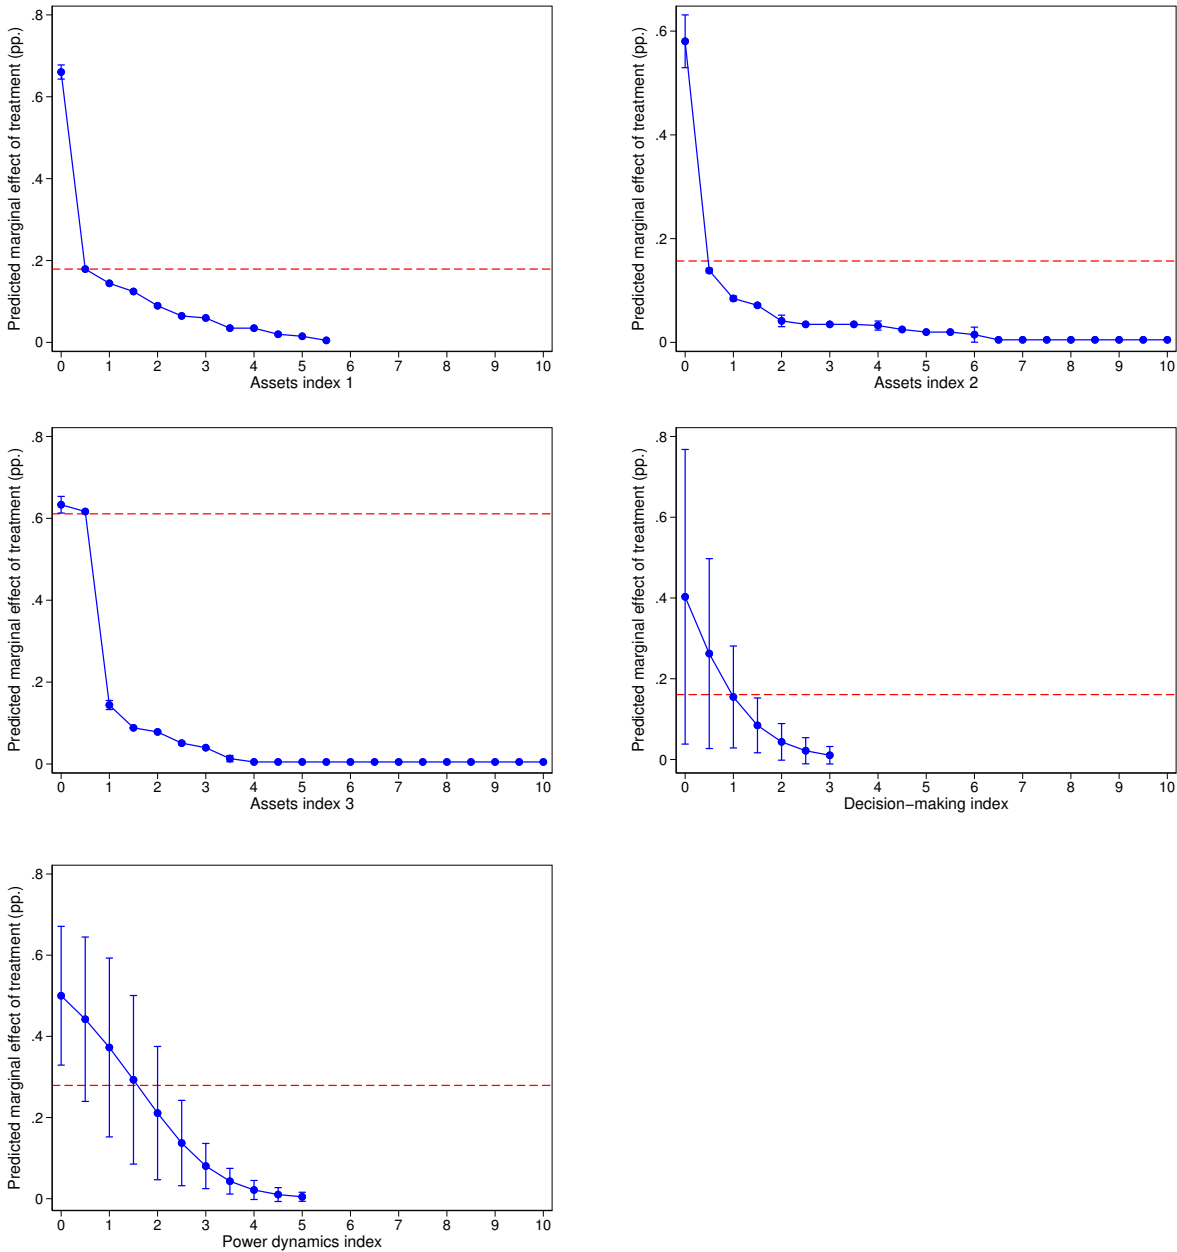 Predicted marginal effect of treatment (pp.)
.8
.6
.4
.2
0
0 1 2 3 4 5 6 7 8 9 10
Assets index 1
Predicted marginal effect of treatment (pp.)
.6
.4
.2
0
0 1 2 3 4 5 6 7 8 9 10
Assets index 2
Predicted marginal effect of treatment (pp.)
.8
.6
.4
.2
0
0 1 2 3 4 5 6 7 8 9 10
Assets index 3
Predicted marginal effect of treatment (pp.)
.8
.6
.4
.2
0
0 1 2 3 4 5 6 7 8 9 10
Decision−making index
Predicted marginal effect of treatment (pp.)
.8
.6
.4
.2
0
0 1 2 3 4 5 6 7 8 9 10
Power dynamics index